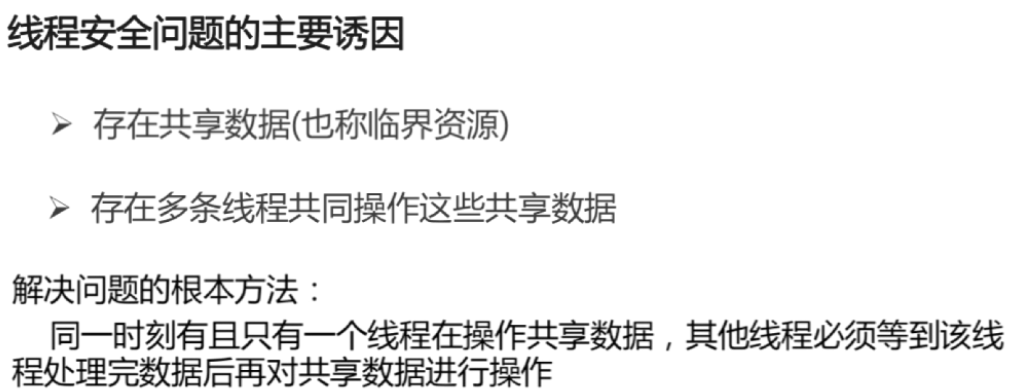 线程安全问题的主要诱因
➢ 存在共享数据(也称临界资源)
➢ 存在多条线程共同操作这些共享数据
解决问题的根本方法：
同一时刻有且只有一个线程在操作共享数据，其他线程必须等到该线
程处理完数据后再对共享数据进行操作